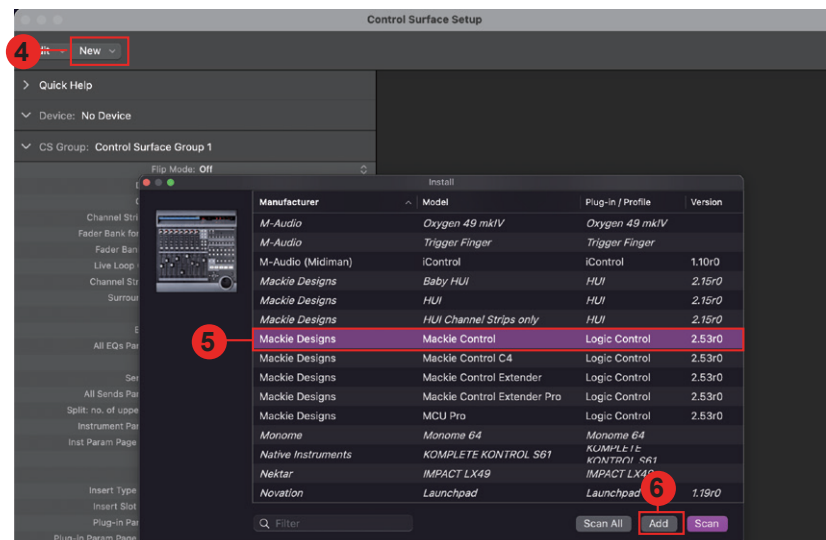 Control Surface Setup
4
New
Quick Help
Device: No Device
CS Group: Control Surface Group 1
Flip Mode: Off
Install
Manufacturer Model Plug-in / Profile Version
M-Audio Oxygen 49 mkIV Oxygen 49 mkIV
M-Audio Trigger Finger Trigger Finger
M-Audio (Midiman) iControl iControl 1.10r0
Mackie Designs Baby HUI HUI 2.15r0
Mackie Designs HUI HUI 2.15r0
Mackie Designs HUI Channel Strips only HUI 2.15r0
5
Mackie Designs Mackie Control Logic Control 2.53r0
Mackie Designs Mackie Control C4 Logic Control 2.53r0
Mackie Designs Mackie Control Extender Logic Control 2.53r0
Mackie Designs Mackie Control Extender Pro Logic Control 2.53r0
Mackie Designs MCU Pro Logic Control 2.53r0
Monome Monome 64 Monome 64
Native Instruments KOMPLETE KONTROL S61 KOMPLETE
KONTROL S61
Nektar IMPACT LX49 IMPACT LX49
Novation Launchpad Launchpad 1.19r0
6
Filter Scan All Add Scan
Channel Stri
Fader Bank for
Fader Ban
Live Loop
Channel Str
Surrou
All EQs Par
Ser
All Sends Par
Split: no. of uppe
Instrument Par
Inst Param Page
Insert Type
Insert Slot
Plug-in Par
Plug-in Param Page